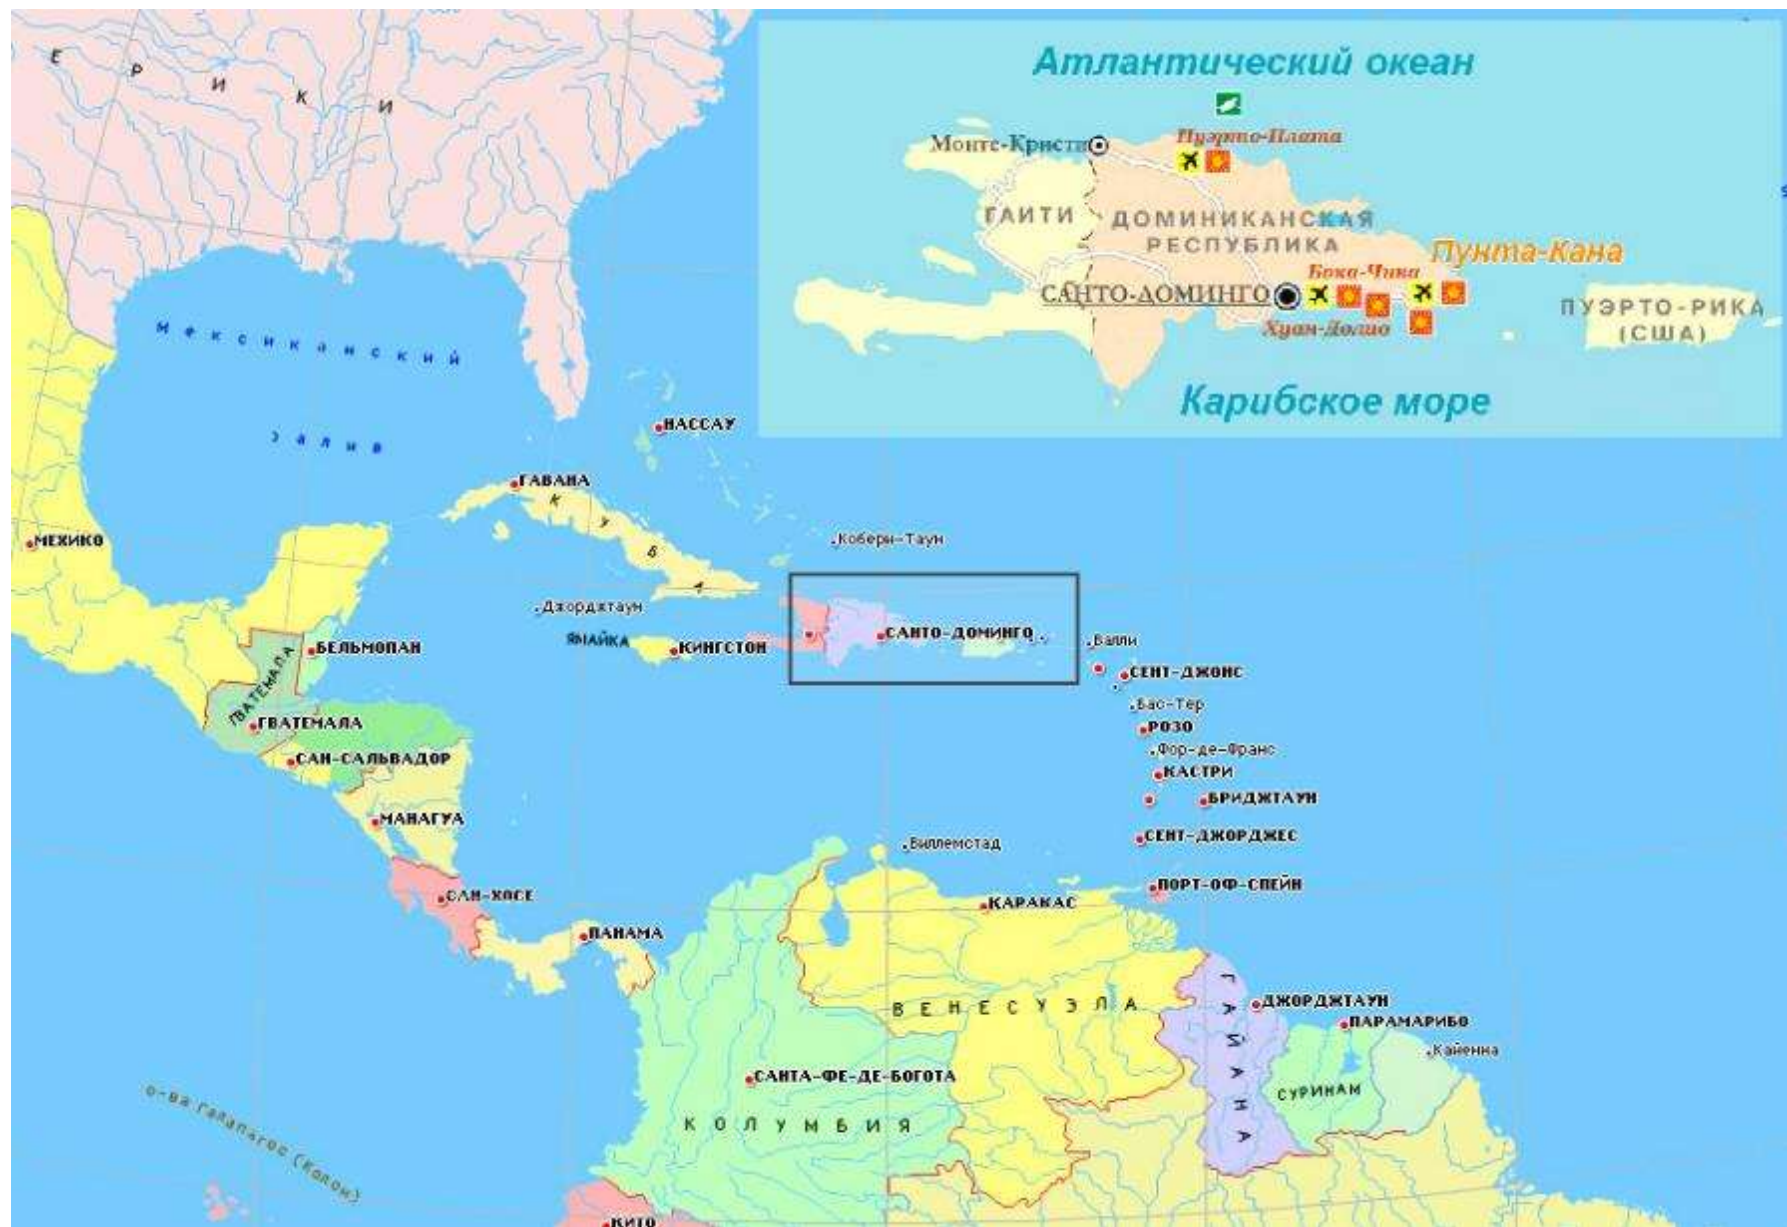 Е Р И К И
Атлантический океан
Пуэрто-Плата
Монте-Кристи
ГАИТИ
ДОМИНИКАНСКАЯ
РЕСПУБЛИКА
Пунта-Кана
Бока-Чика
САНТО-ДОМИНГО
Хуан-Долио
ПУЭРТО-РИКА
(США)
Карибское море
Мексиканский
залив
НАССАУ
ГАВАНА
КУБА
МЕХИКО
Коберн-Таун
Джорджтаун
ЯМАЙКА
КИНГСТОН
САНТО-ДОМИНГО
Валли
БЕЛЬМОПАН
СЕНТ-ДЖОНС
ГВАТЕМАЛА
Бас-Тер
ГВАТЕМАЛА
РОЗО
Фор-де-Франс
САН-САЛЬВАДОР
КАСТРИ
БРИДЖТАУН
МАНАГУА
СЕНТ-ДЖОРДЖЕС
Виллемстад
ПОРТ-ОФ-СПЕЙН
САН-ХОСЕ
КАРАКАС
ПАНАМА
ВЕНЕСУЭЛА
ГАЙАНА
ДЖОРДЖТАУН
ПАРАМАРИБО
Кайенна
САНТА-ФЕ-ДЕ-БОГОТА
СУРИНАМ
КОЛУМБИЯ
о-ва Галапагос (Колон)
КИТО